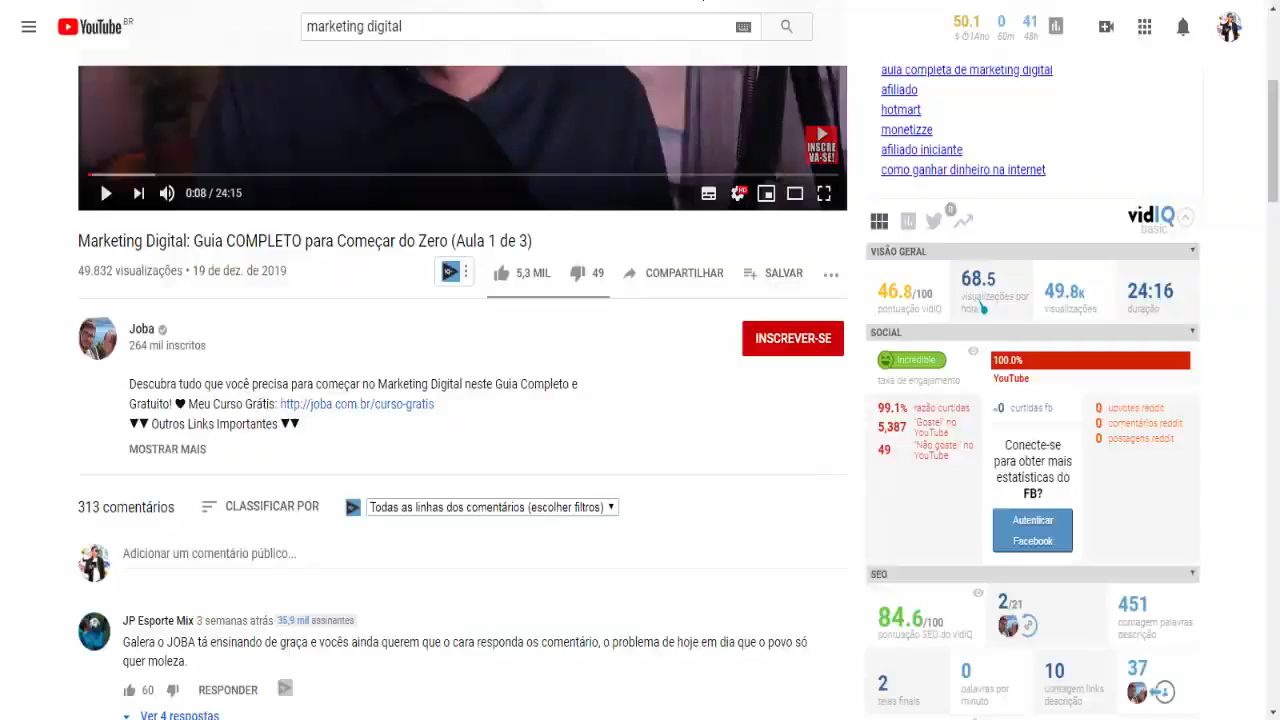 YouTube BR
marketing digital
50.1 0 41
1Ano 60m 48h
aula completa de marketing digital
afiliado
hotmart
monetizze
afiliado iniciante
como ganhar dinheiro na internet
INSCRE
VA-SE!
0:08 / 24:15
HD
Marketing Digital: Guia COMPLETO para Começar do Zero (Aula 1 de 3)
49.832 visualizações • 19 de dez. de 2019
5,3 MIL 49 COMPARTILHAR SALVAR
Joba
264 mil inscritos
INSCREVER-SE
Descubra tudo que você precisa para começar no Marketing Digital neste Guia Completo e
Gratuito! ♥ Meu Curso Grátis: http://joba.com.br/curso-gratis
▼▼ Outros Links Importantes ▼▼
MOSTRAR MAIS
313 comentários CLASSIFICAR POR Todas as linhas dos comentários (escolher filtros)
Adicionar um comentário público...
JP Esporte Mix 3 semanas atrás 35,9 mil assinantes
Galera o JOBA tá ensinando de graça e vocês ainda querem que o cara responda os comentário, o problema de hoje em dia que o povo só
quer moleza.
60 RESPONDER
Ver 4 respostas
0
vidIQ
basic
VISÃO GERAL
46.8/100
pontuação vidIQ
68.5
visualizações por
hora
49.8k
visualizações
24:16
duração
SOCIAL
Incredible
taxa de engajamento
100.0%
YouTube
99.1% razão curtidas
5,387 "Gostei" no
YouTube
49 "Não gostei" no
YouTube
0 curtidas fb
Conecte-se
para obter mais
estatísticas do
FB?
Autenticar
Facebook
0 upvotes reddit
0 comentários reddit
0 postagens reddit
SEO
84.6/100
pontuação SEO do vidIQ
2/21
451
contagem palavras
descrição
2
telas finais
0
palavras por
minuto
10
contagem links
descrição
37